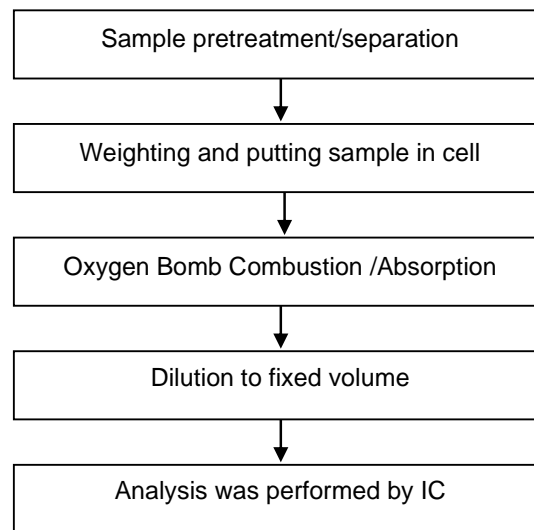 Sample pretreatment/separation
Weighting and putting sample in cell
Oxygen Bomb Combustion /Absorption
Dilution to fixed volume
Analysis was performed by IC